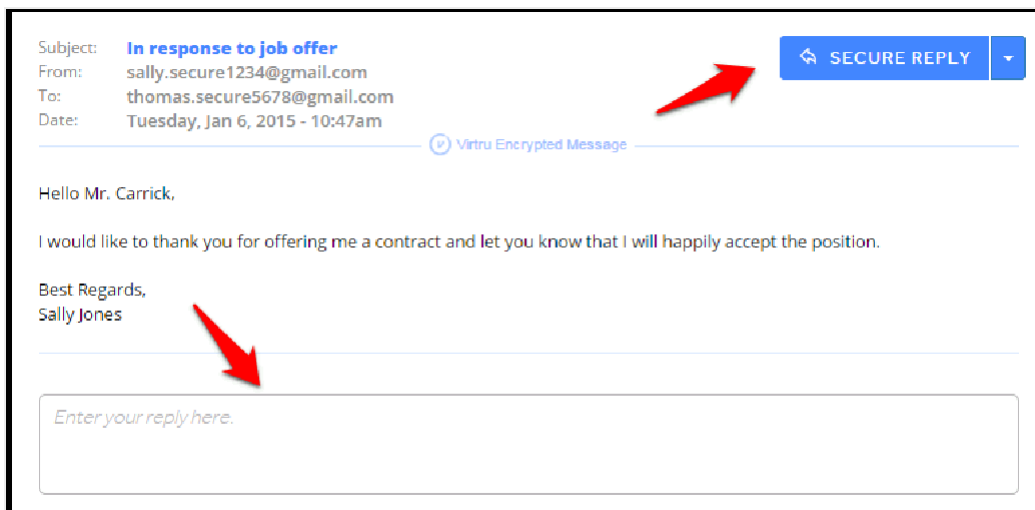 Subject: In response to job offer
From: sally.secure1234@gmail.com
To: thomas.secure5678@gmail.com
Date: Tuesday, Jan 6, 2015 - 10:47am
SECURE REPLY
Virtru Encrypted Message
Hello Mr. Carrick,
I would like to thank you for offering me a contract and let you know that I will happily accept the position.
Best Regards,
Sally Jones
Enter your reply here.